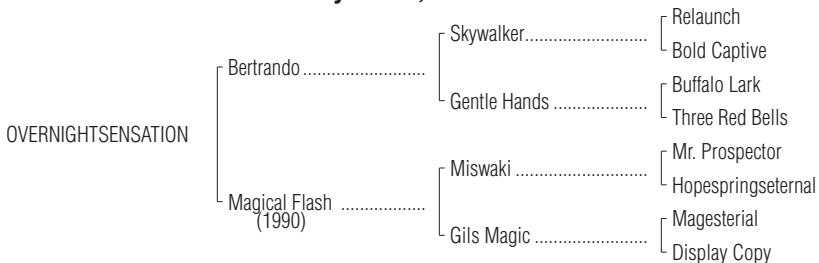 Relaunch
Skywalker..........................
Bold Captive
Bertrando ..........................
Buffalo Lark
Gentle Hands ....................
Three Red Bells
OVERNIGHTSENSATION
Mr. Prospector
Miswaki ............................
Hopespringseternal
Magical Flash ..................
(1990)
Magesterial
Gils Magic ........................
Display Copy